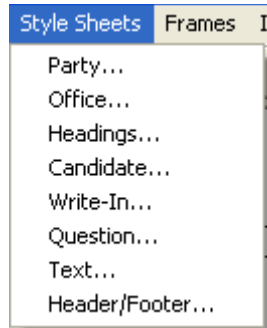 Style Sheets Frames
Party...
Office...
Headings...
Candidate...
Write-In...
Question...
Text...
Header/Footer...